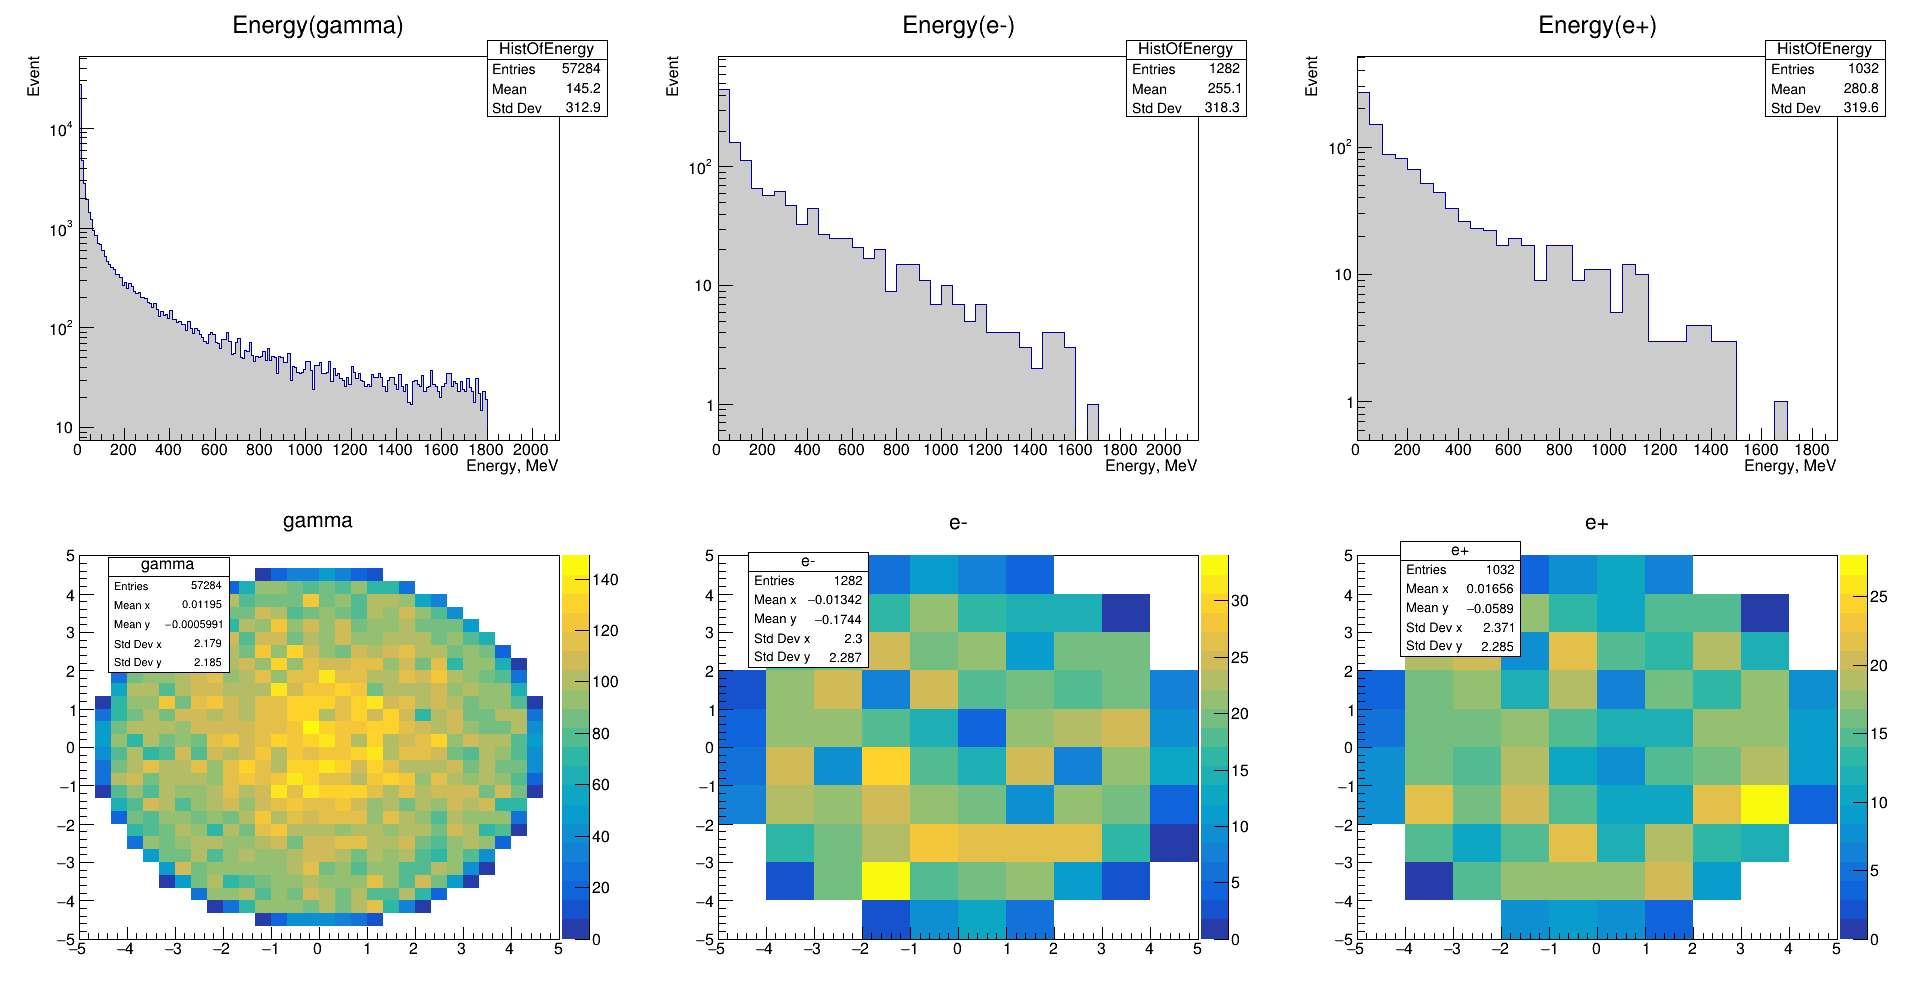 Energy(gamma)
Event
HistOfEnergy
Entries 57284
Mean 145.2
Std Dev 312.9
10^4
10^3
10^2
10
0 200 400 600 800 1000 1200 1400 1600 1800 2000
Energy, MeV
Energy(e-)
Event
HistOfEnergy
Entries 1282
Mean 255.1
Std Dev 318.3
10^2
10
1
0 200 400 600 800 1000 1200 1400 1600 1800 2000
Energy, MeV
Energy(e+)
Event
HistOfEnergy
Entries 1032
Mean 280.8
Std Dev 319.6
10^2
10
1
0 200 400 600 800 1000 1200 1400 1600 1800
Energy, MeV
gamma
gamma
Entries 57284
Mean x 0.01195
Mean y −0.0005991
Std Dev x 2.179
Std Dev y 2.185
5
4
3
2
1
0
−1
−2
−3
−4
−5
−5 −4 −3 −2 −1 0 1 2 3 4 5
140
120
100
80
60
40
20
0
e-
e-
Entries 1282
Mean x −0.01342
Mean y −0.1744
Std Dev x 2.3
Std Dev y 2.287
5
4
3
2
1
0
−1
−2
−3
−4
−5
−5 −4 −3 −2 −1 0 1 2 3 4 5
30
25
20
15
10
5
0
e+
e+
Entries 1032
Mean x 0.01656
Mean y −0.0589
Std Dev x 2.371
Std Dev y 2.285
5
4
3
2
1
0
−1
−2
−3
−4
−5
−5 −4 −3 −2 −1 0 1 2 3 4 5
25
20
15
10
5
0